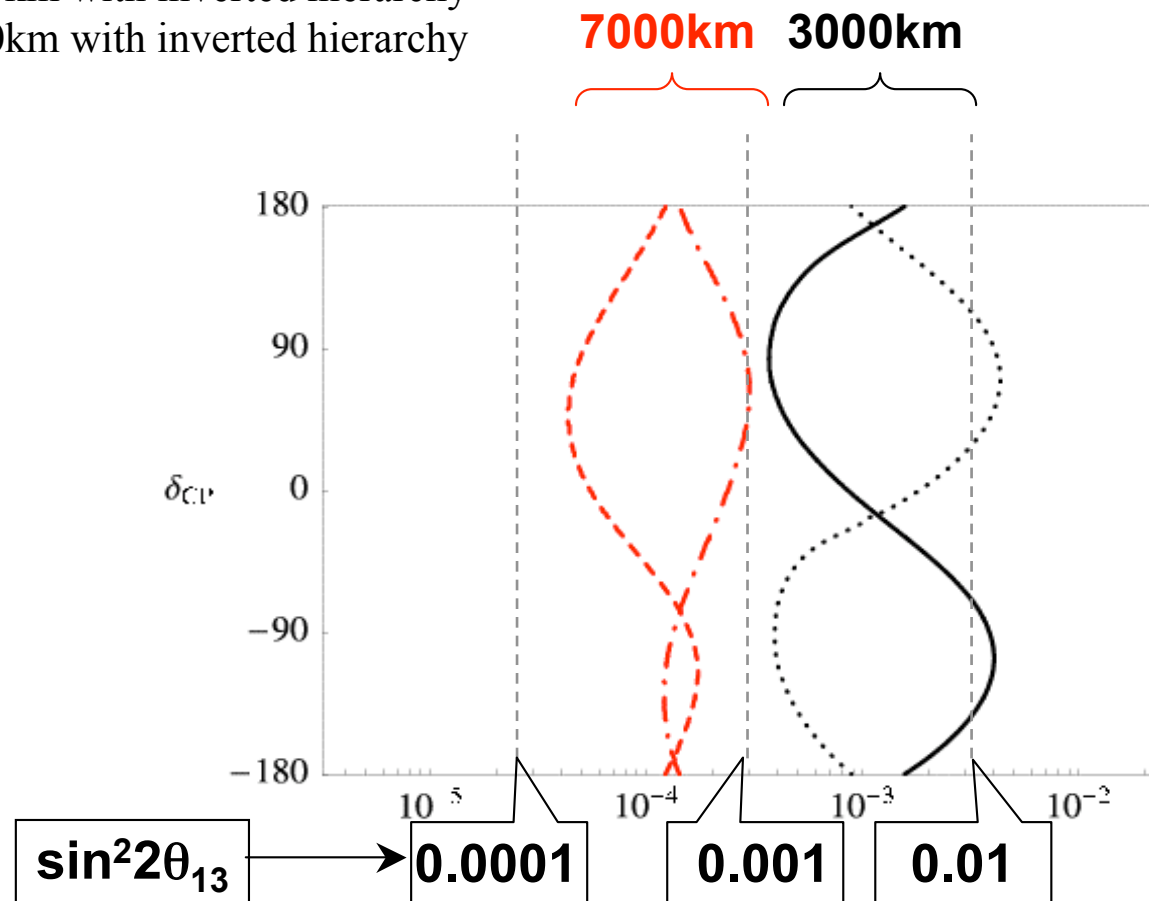 km with inverted hierarchy
0km with inverted hierarchy
7000km 3000km
180
90
0
δCP
−90
−180
10⁻⁵ 10⁻⁴ 10⁻³ 10⁻²
sin²2θ₁₃ 0.0001 0.001 0.01